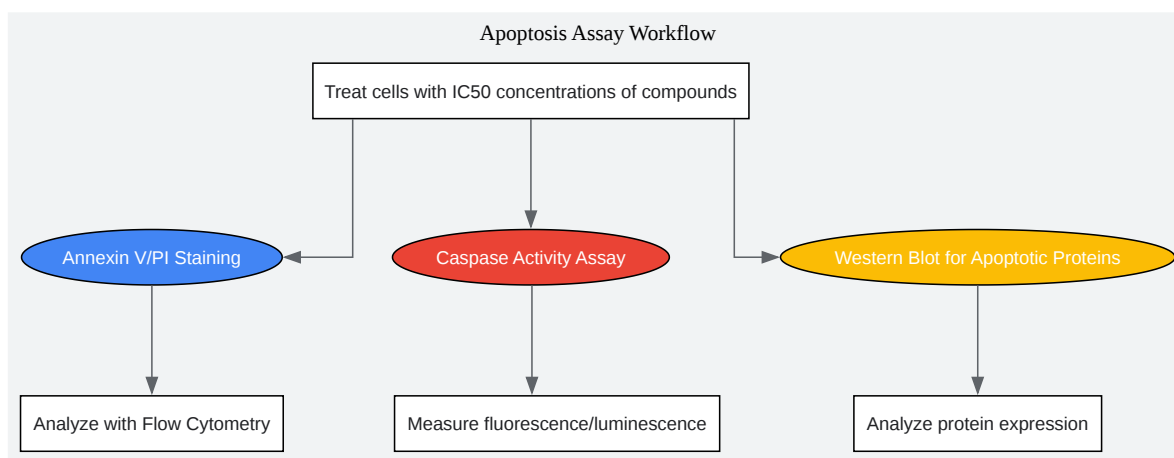 Apoptosis Assay Workflow
Treat cells with IC50 concentrations of compounds
Annexin V/PI Staining
Caspase Activity Assay
Western Blot for Apoptotic Proteins
Analyze with Flow Cytometry
Measure fluorescence/luminescence
Analyze protein expression